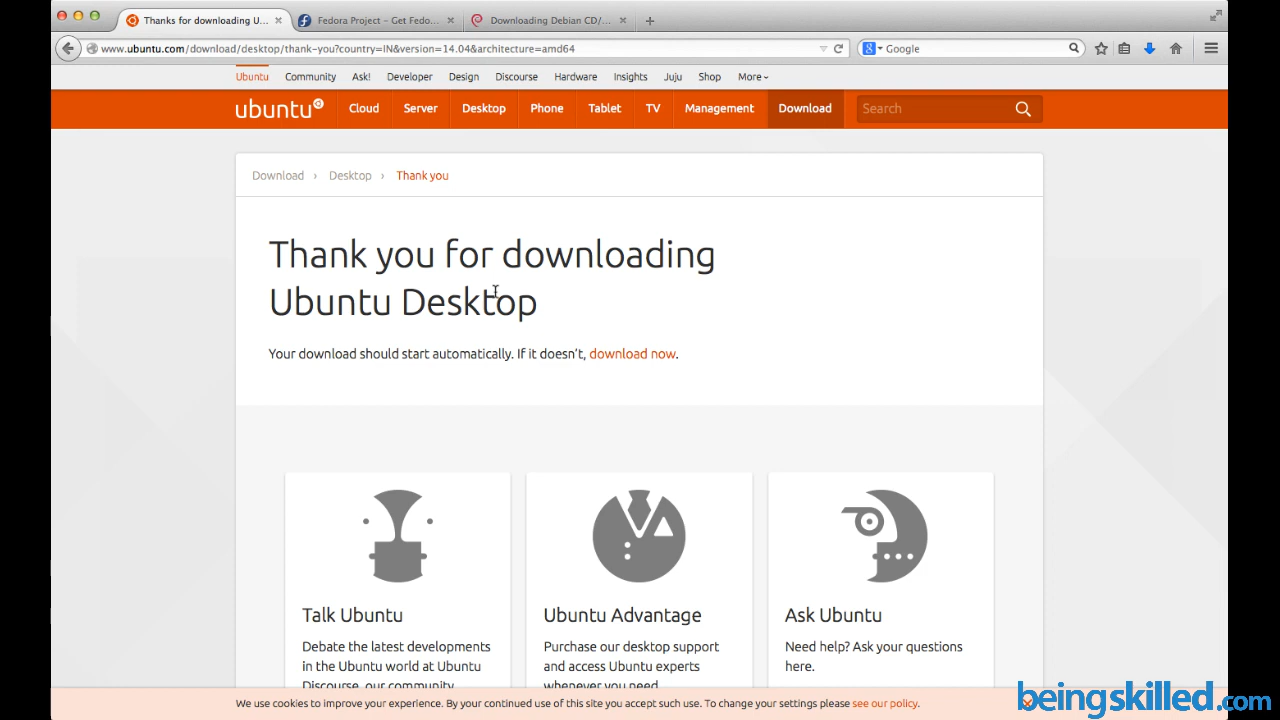 Thanks for downloading U...
Fedora Project - Get Fedo...
Downloading Debian CD/...
www.ubuntu.com/download/desktop/thank-you?country=IN&version=14.04&architecture=amd64
Google
Ubuntu Community Ask! Developer Design Discourse Hardware Insights Juju Shop More
ubuntu Cloud Server Desktop Phone Tablet TV Management Download Search
Download › Desktop › Thank you
Thank you for downloading
Ubuntu Desktop
Your download should start automatically. If it doesn't, download now.
Talk Ubuntu
Debate the latest developments
in the Ubuntu world at Ubuntu
Discourse, our community
Ubuntu Advantage
Purchase our desktop support
and access Ubuntu experts
whenever you need
Ask Ubuntu
Need help? Ask your questions
here.
We use cookies to improve your experience. By your continued use of this site you accept such use. To change your settings please see our policy.
beingskilled.com